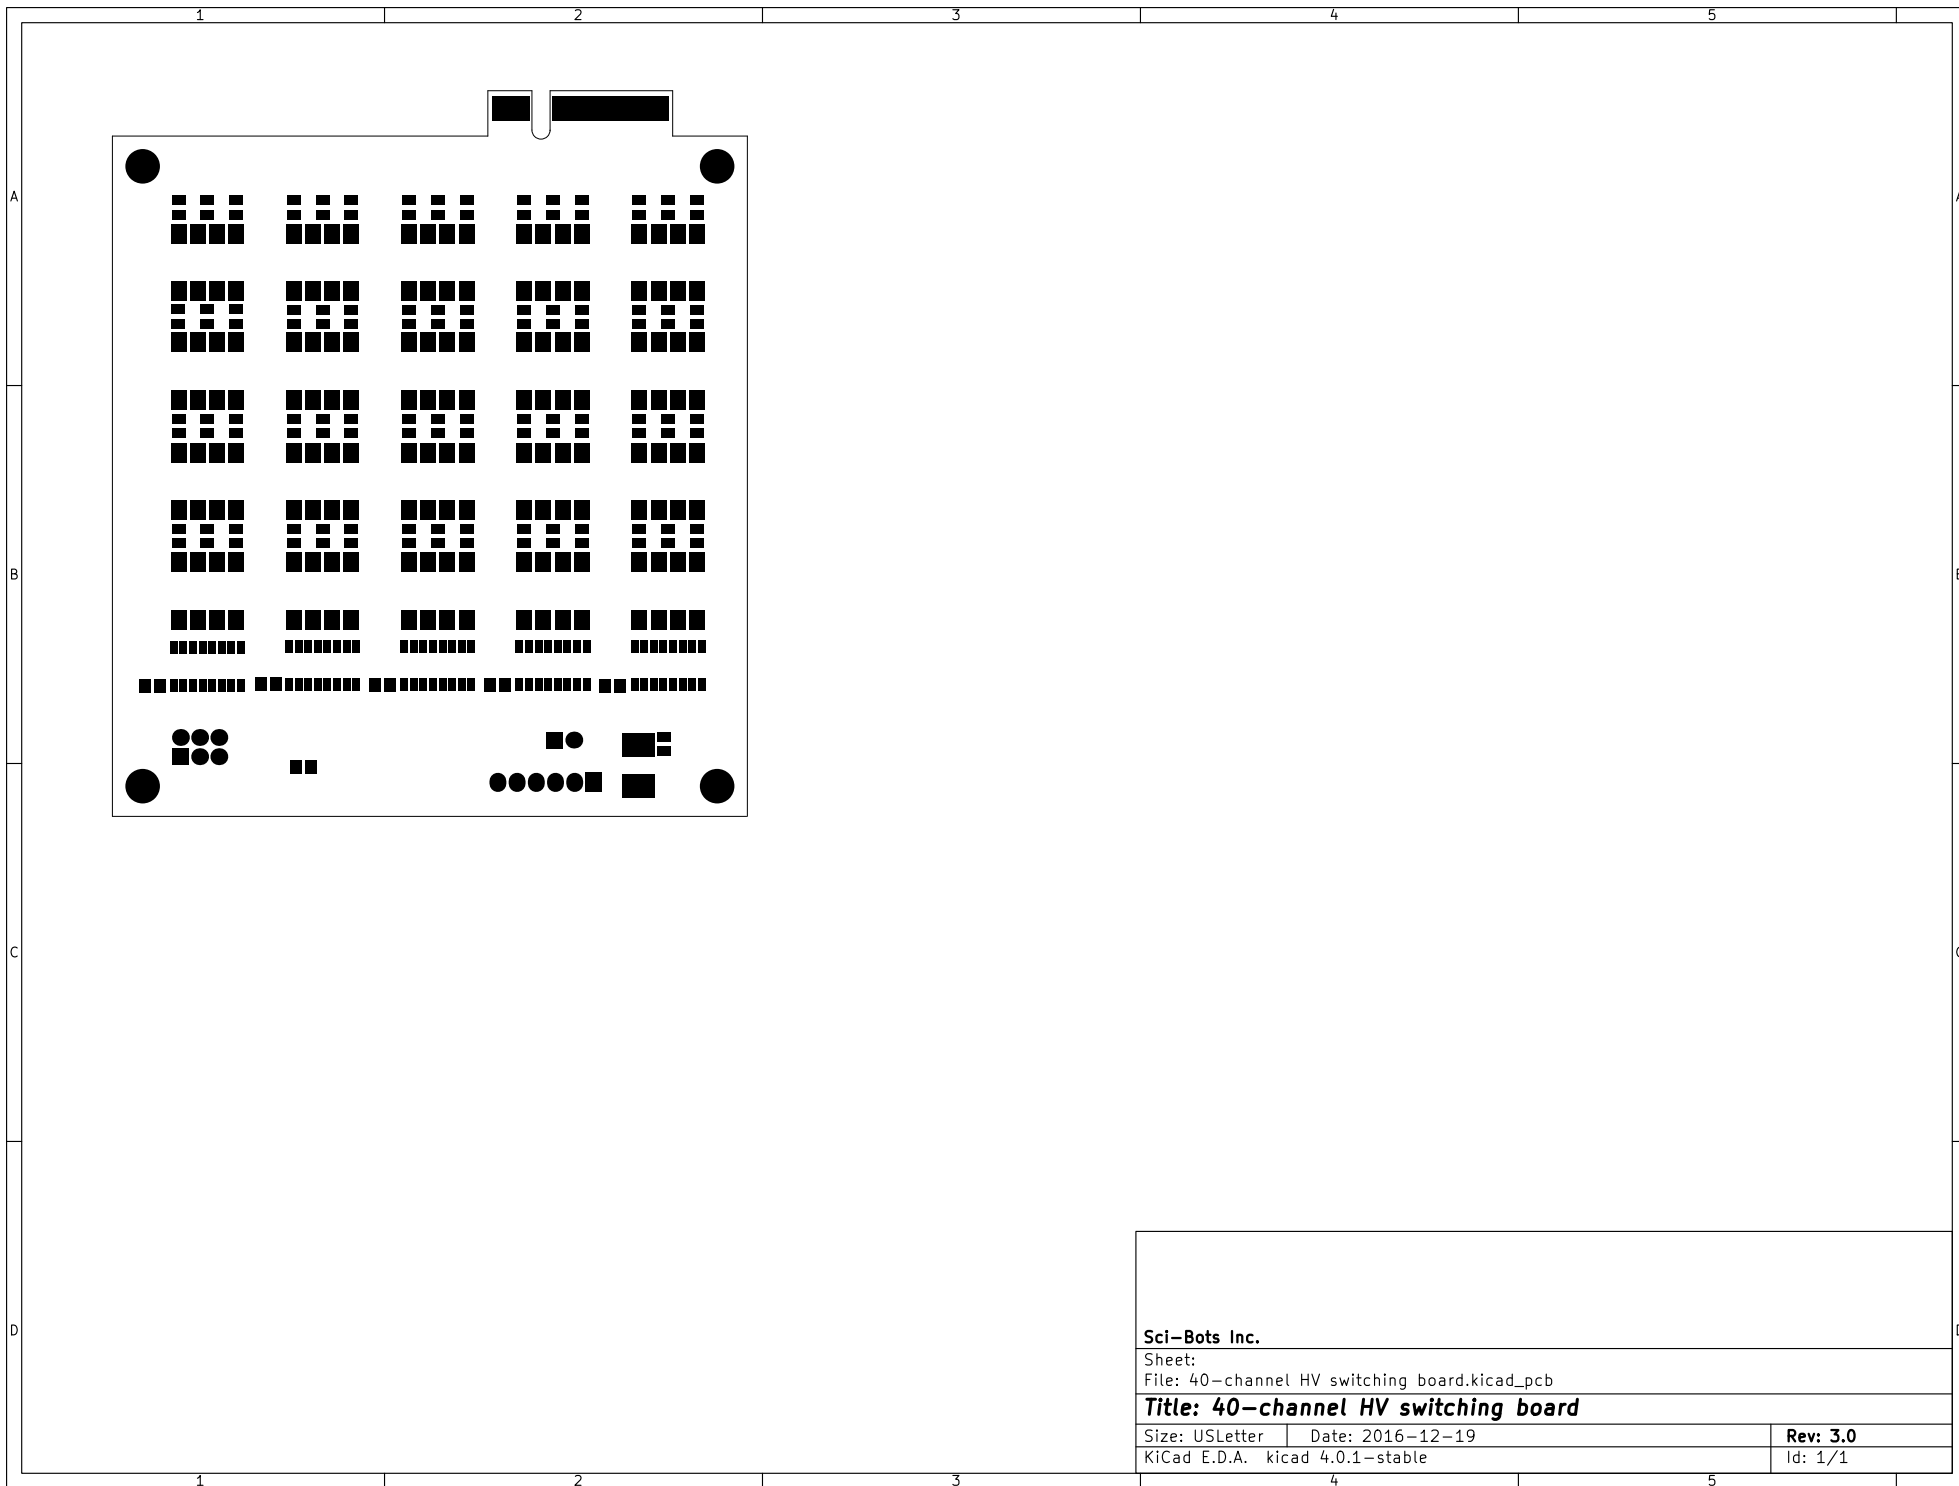 1 2 3 4 5
A A
B B
C C
D D
Sci-Bots Inc.
Sheet:
File: 40-channel HV switching board.kicad_pcb
Title: 40-channel HV switching board
Size: USLetter Date: 2016-12-19 Rev: 3.0
KiCad E.D.A. kicad 4.0.1-stable Id: 1/1
1 2 3 4 5